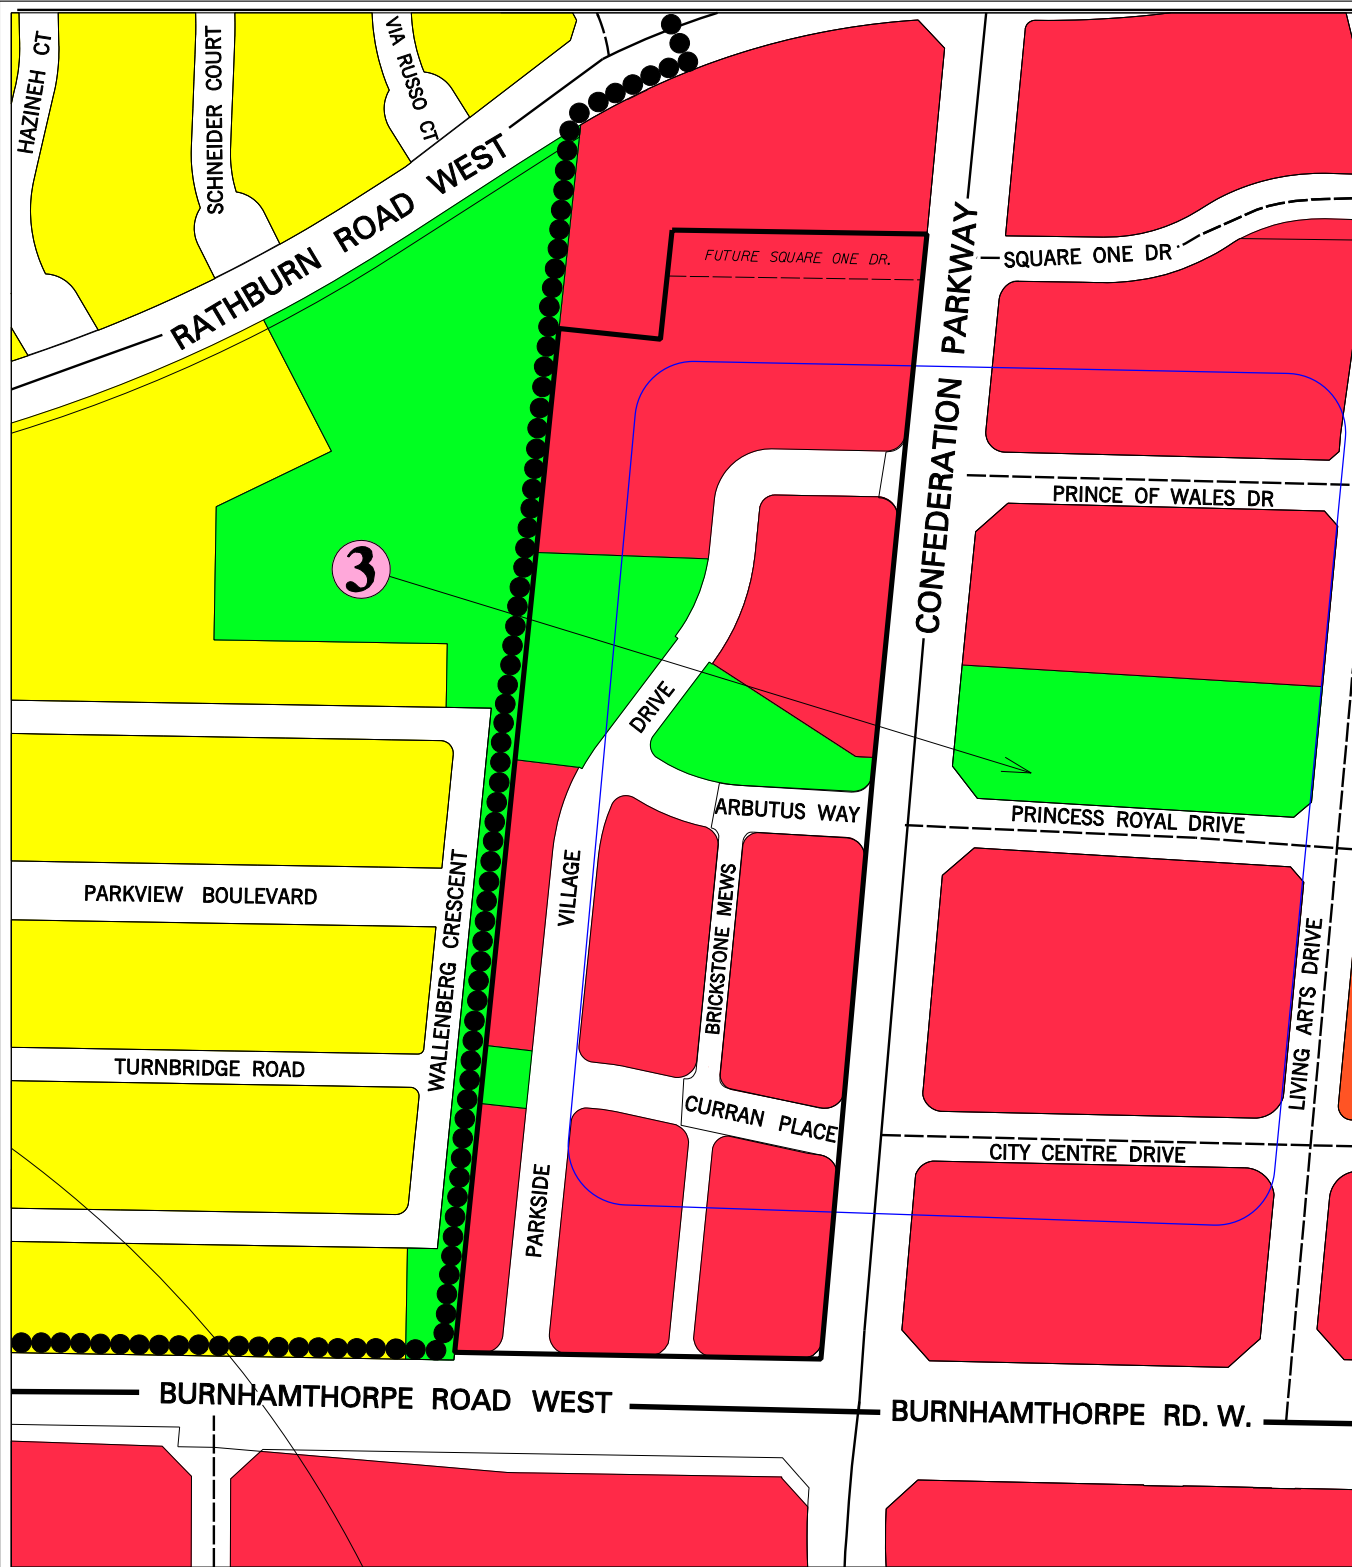 HAZINEH CT
SCHNEIDER COURT
VIA RUSSO CT
RATHBURN ROAD WEST
FUTURE SQUARE ONE DR.
CONFEDERATION PARKWAY
SQUARE ONE DR
PRINCE OF WALES DR
3
DRIVE
ARBUTUS WAY
PRINCESS ROYAL DRIVE
PARKVIEW BOULEVARD
WALLENBERG CRESCENT
VILLAGE
BRICKSTONE MEWS
LIVING ARTS DRIVE
TURNBRIDGE ROAD
CURRAN PLACE
CITY CENTRE DRIVE
PARKSIDE
BURNHAMTHORPE ROAD WEST
BURNHAMTHORPE RD. W.